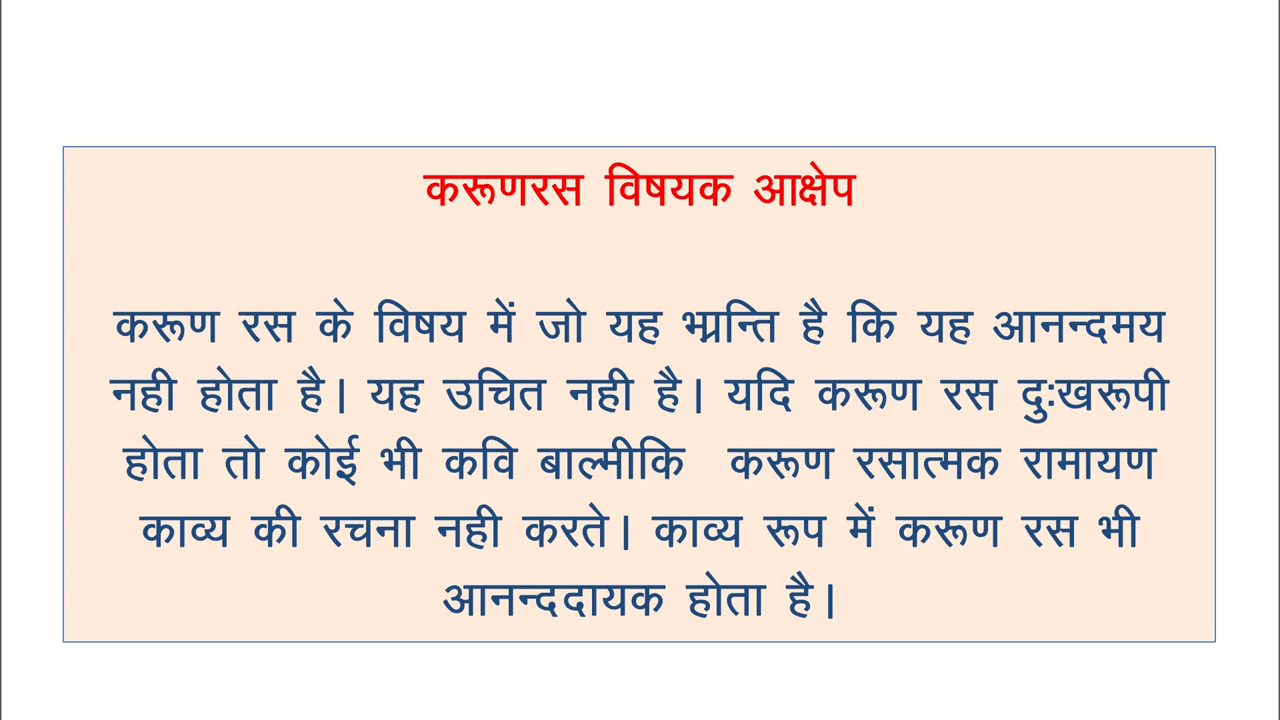 करूणरस विषयक आक्षेप
करूण रस के विषय में जो यह भ्प्रन्ति है कि यह आनन्दमय
नही होता है। यह उचित नही है। यदि करूण रस दुःखरूपी
होता तो कोई भी कवि बाल्मीकि करूण रसात्मक रामायण
काव्य की रचना नही करते। काव्य रूप में करूण रस भी
आनन्ददायक होता है।